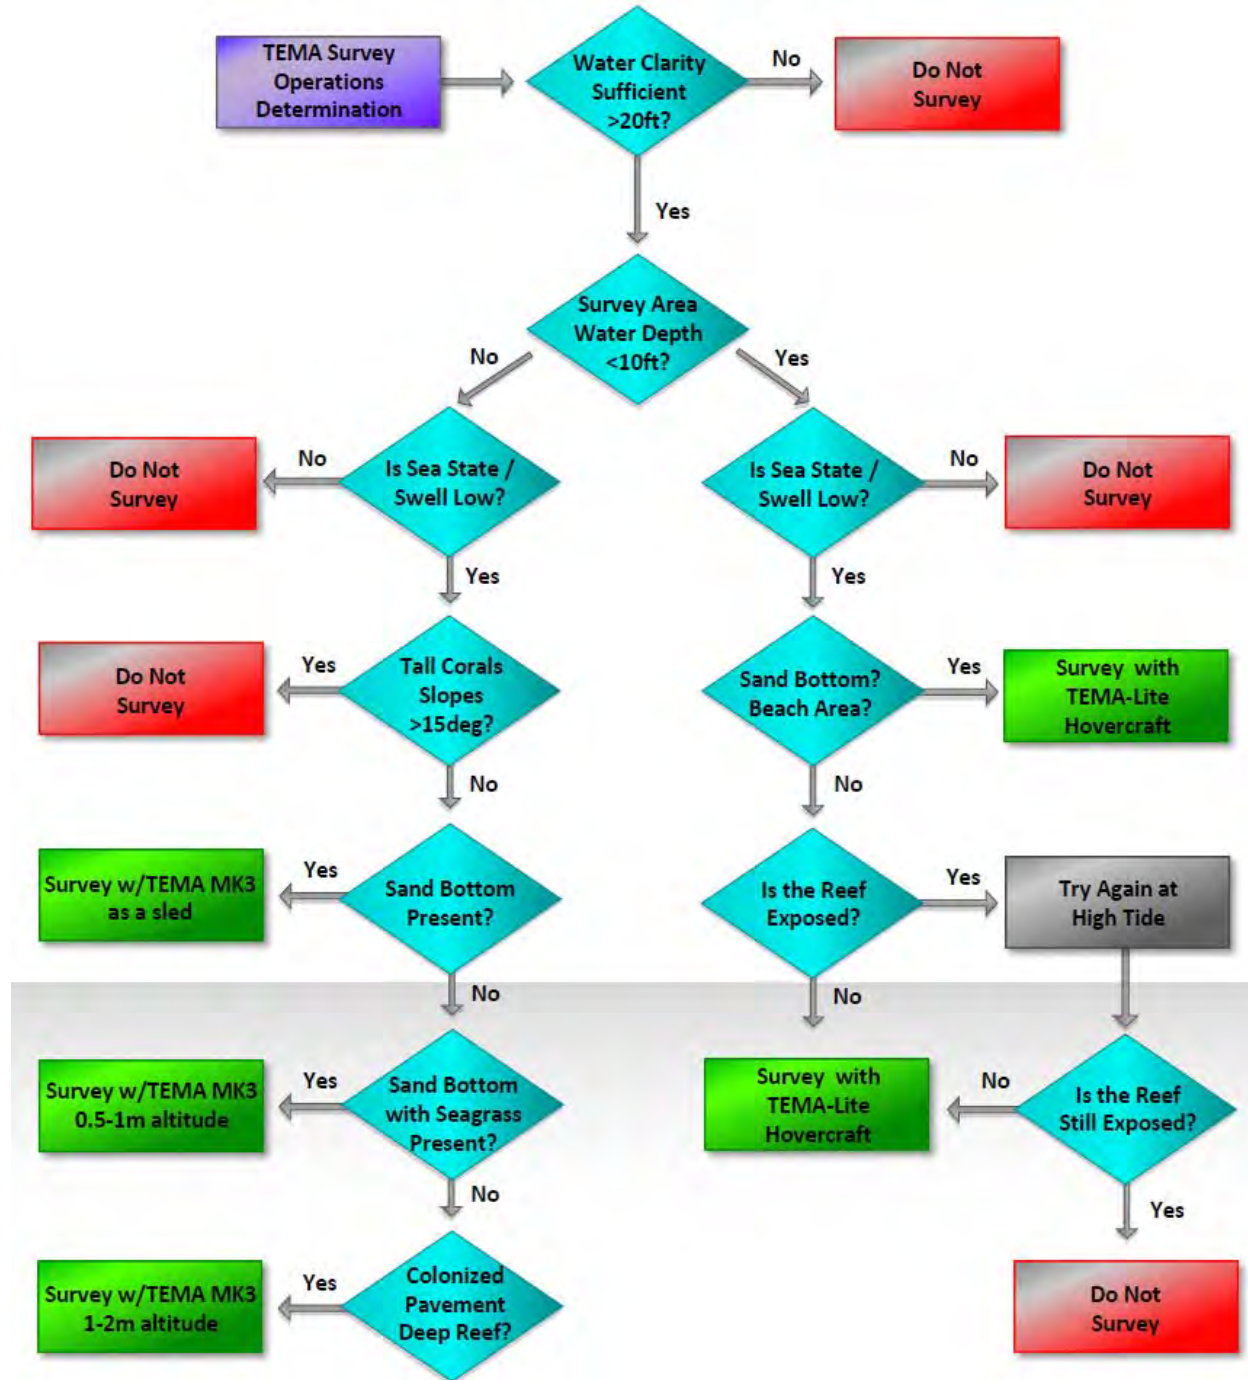 TEMA Survey
Operations
Determination
Water Clarity
Sufficient
>20ft?
No
Do Not
Survey
Yes
Survey Area
Water Depth
<10ft?
No
Yes
Do Not
Survey
No
Is Sea State /
Swell Low?
Is Sea State /
Swell Low?
No
Do Not
Survey
Yes
Yes
Do Not
Survey
Yes
Tall Corals
Slopes
>15deg?
Sand Bottom?
Beach Area?
Yes
Survey with
TEMA-Lite
Hovercraft
No
No
Survey w/TEMA MK3
as a sled
Yes
Sand Bottom
Present?
Is the Reef
Exposed?
Yes
Try Again at
High Tide
No
No
Survey w/TEMA MK3
0.5-1m altitude
Yes
Sand Bottom
with Seagrass
Present?
Survey with
TEMA-Lite
Hovercraft
No
Is the Reef
Still Exposed?
No
Yes
Survey w/TEMA MK3
1-2m altitude
Yes
Colonized
Pavement
Deep Reef?
Do Not
Survey